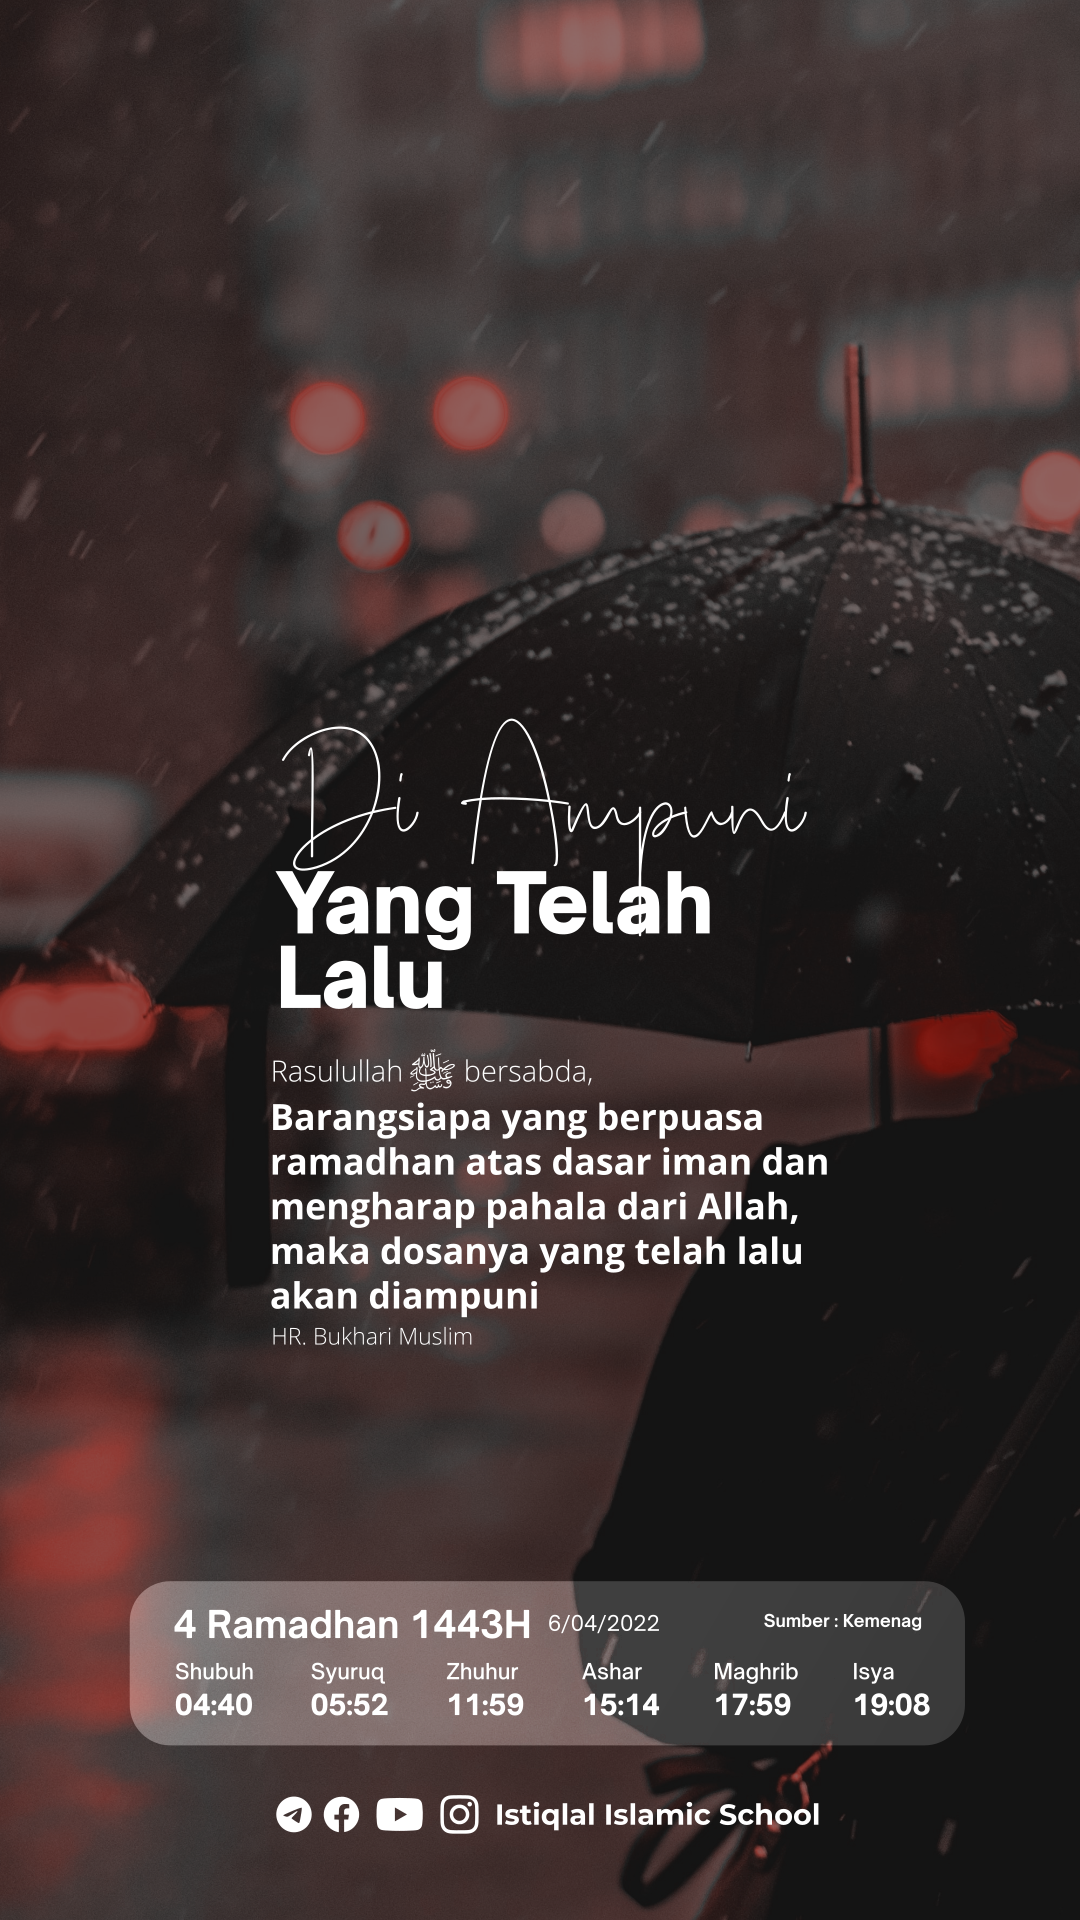 Di Ampuni
Yang Telah
Lalu
Rasulullah ﷺ bersabda,
Barangsiapa yang berpuasa
ramadhan atas dasar iman dan
mengharap pahala dari Allah,
maka dosanya yang telah lalu
akan diampuni
HR. Bukhari Muslim
4 Ramadhan 1443H 6/04/2022 Sumber : Kemenag
Shubuh Syuruq Zhuhur Ashar Maghrib Isya
04:40 05:52 11:59 15:14 17:59 19:08
Istiqlal Islamic School